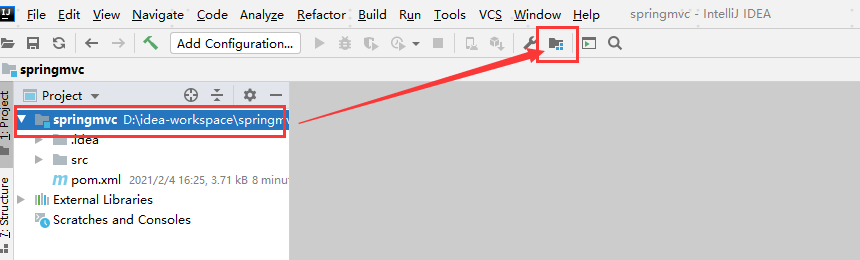 IJ File Edit View Navigate Code Analyze Refactor Build Run Tools VCS Window Help springmvc - IntelliJ IDEA
Add Configuration...
springmvc
1: Project
Project
springmvc D:\idea-workspace\springmv
.idea
src
pom.xml 2021/2/4 16:25, 3.71 kB 8 minut
External Libraries
Scratches and Consoles
7: Structure